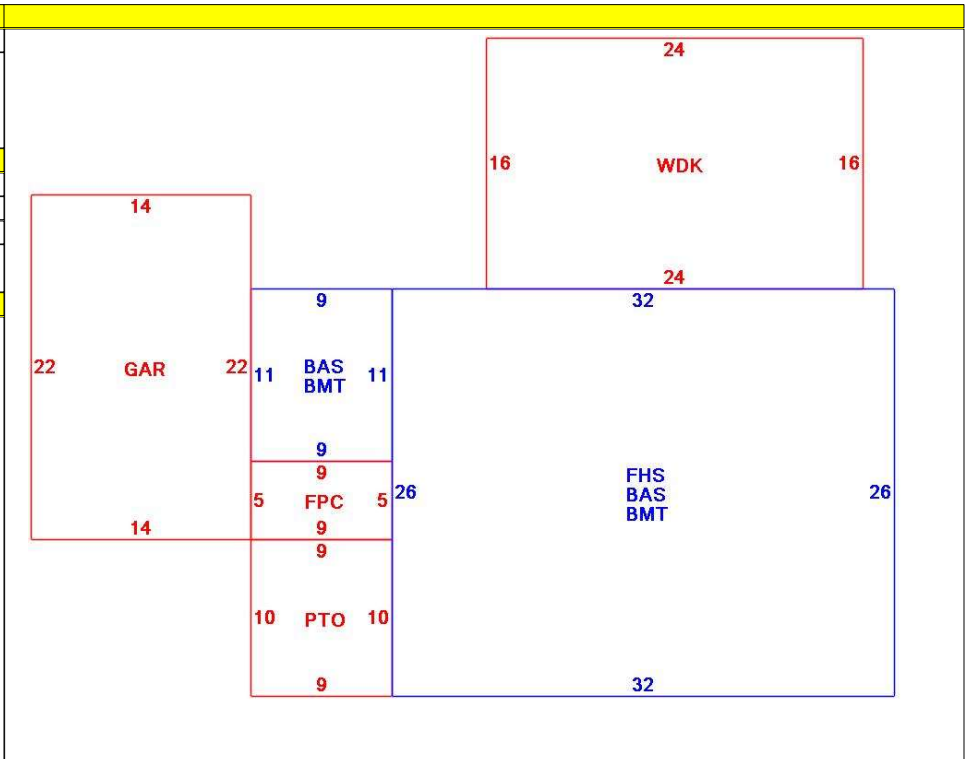 24
16 WDK 16
24
14
22 GAR 22
14
9
11 BAS 11
BMT
9
32
26 FHS 26
BAS
BMT
32
9
5 FPC 5
9
9
10 PTO 10
9